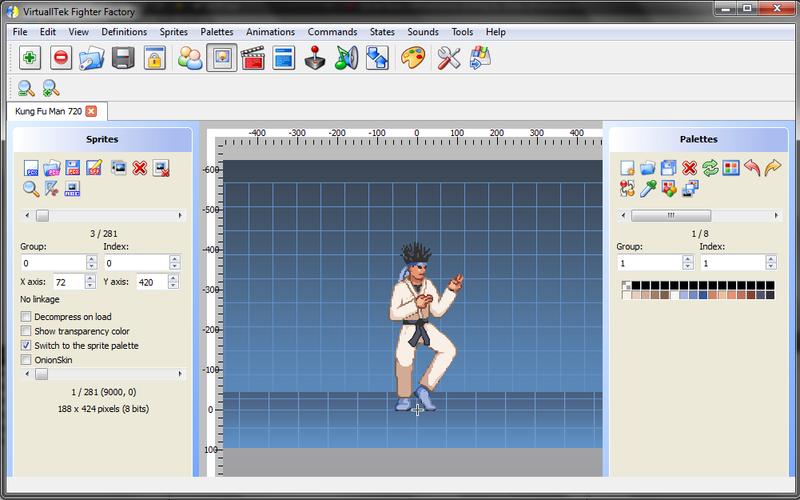 VirtuallTek Fighter Factory
File Edit View Definitions Sprites Palettes Animations Commands States Sounds Tools Help
Kung Fu Man 720
Sprites
3 / 281
Group: Index:
0 0
X axis: 72 Y axis: 420
No linkage
Decompress on load
Show transparency color
Switch to the sprite palette
OnionSkin
1 / 281 (9000, 0)
188 x 424 pixels (8 bits)
-400 -300 -200 -100 0 100 200 300 400
-600
-500
-400
-300
-200
-100
0
100
Palettes
1 / 8
Group: Index:
1 1